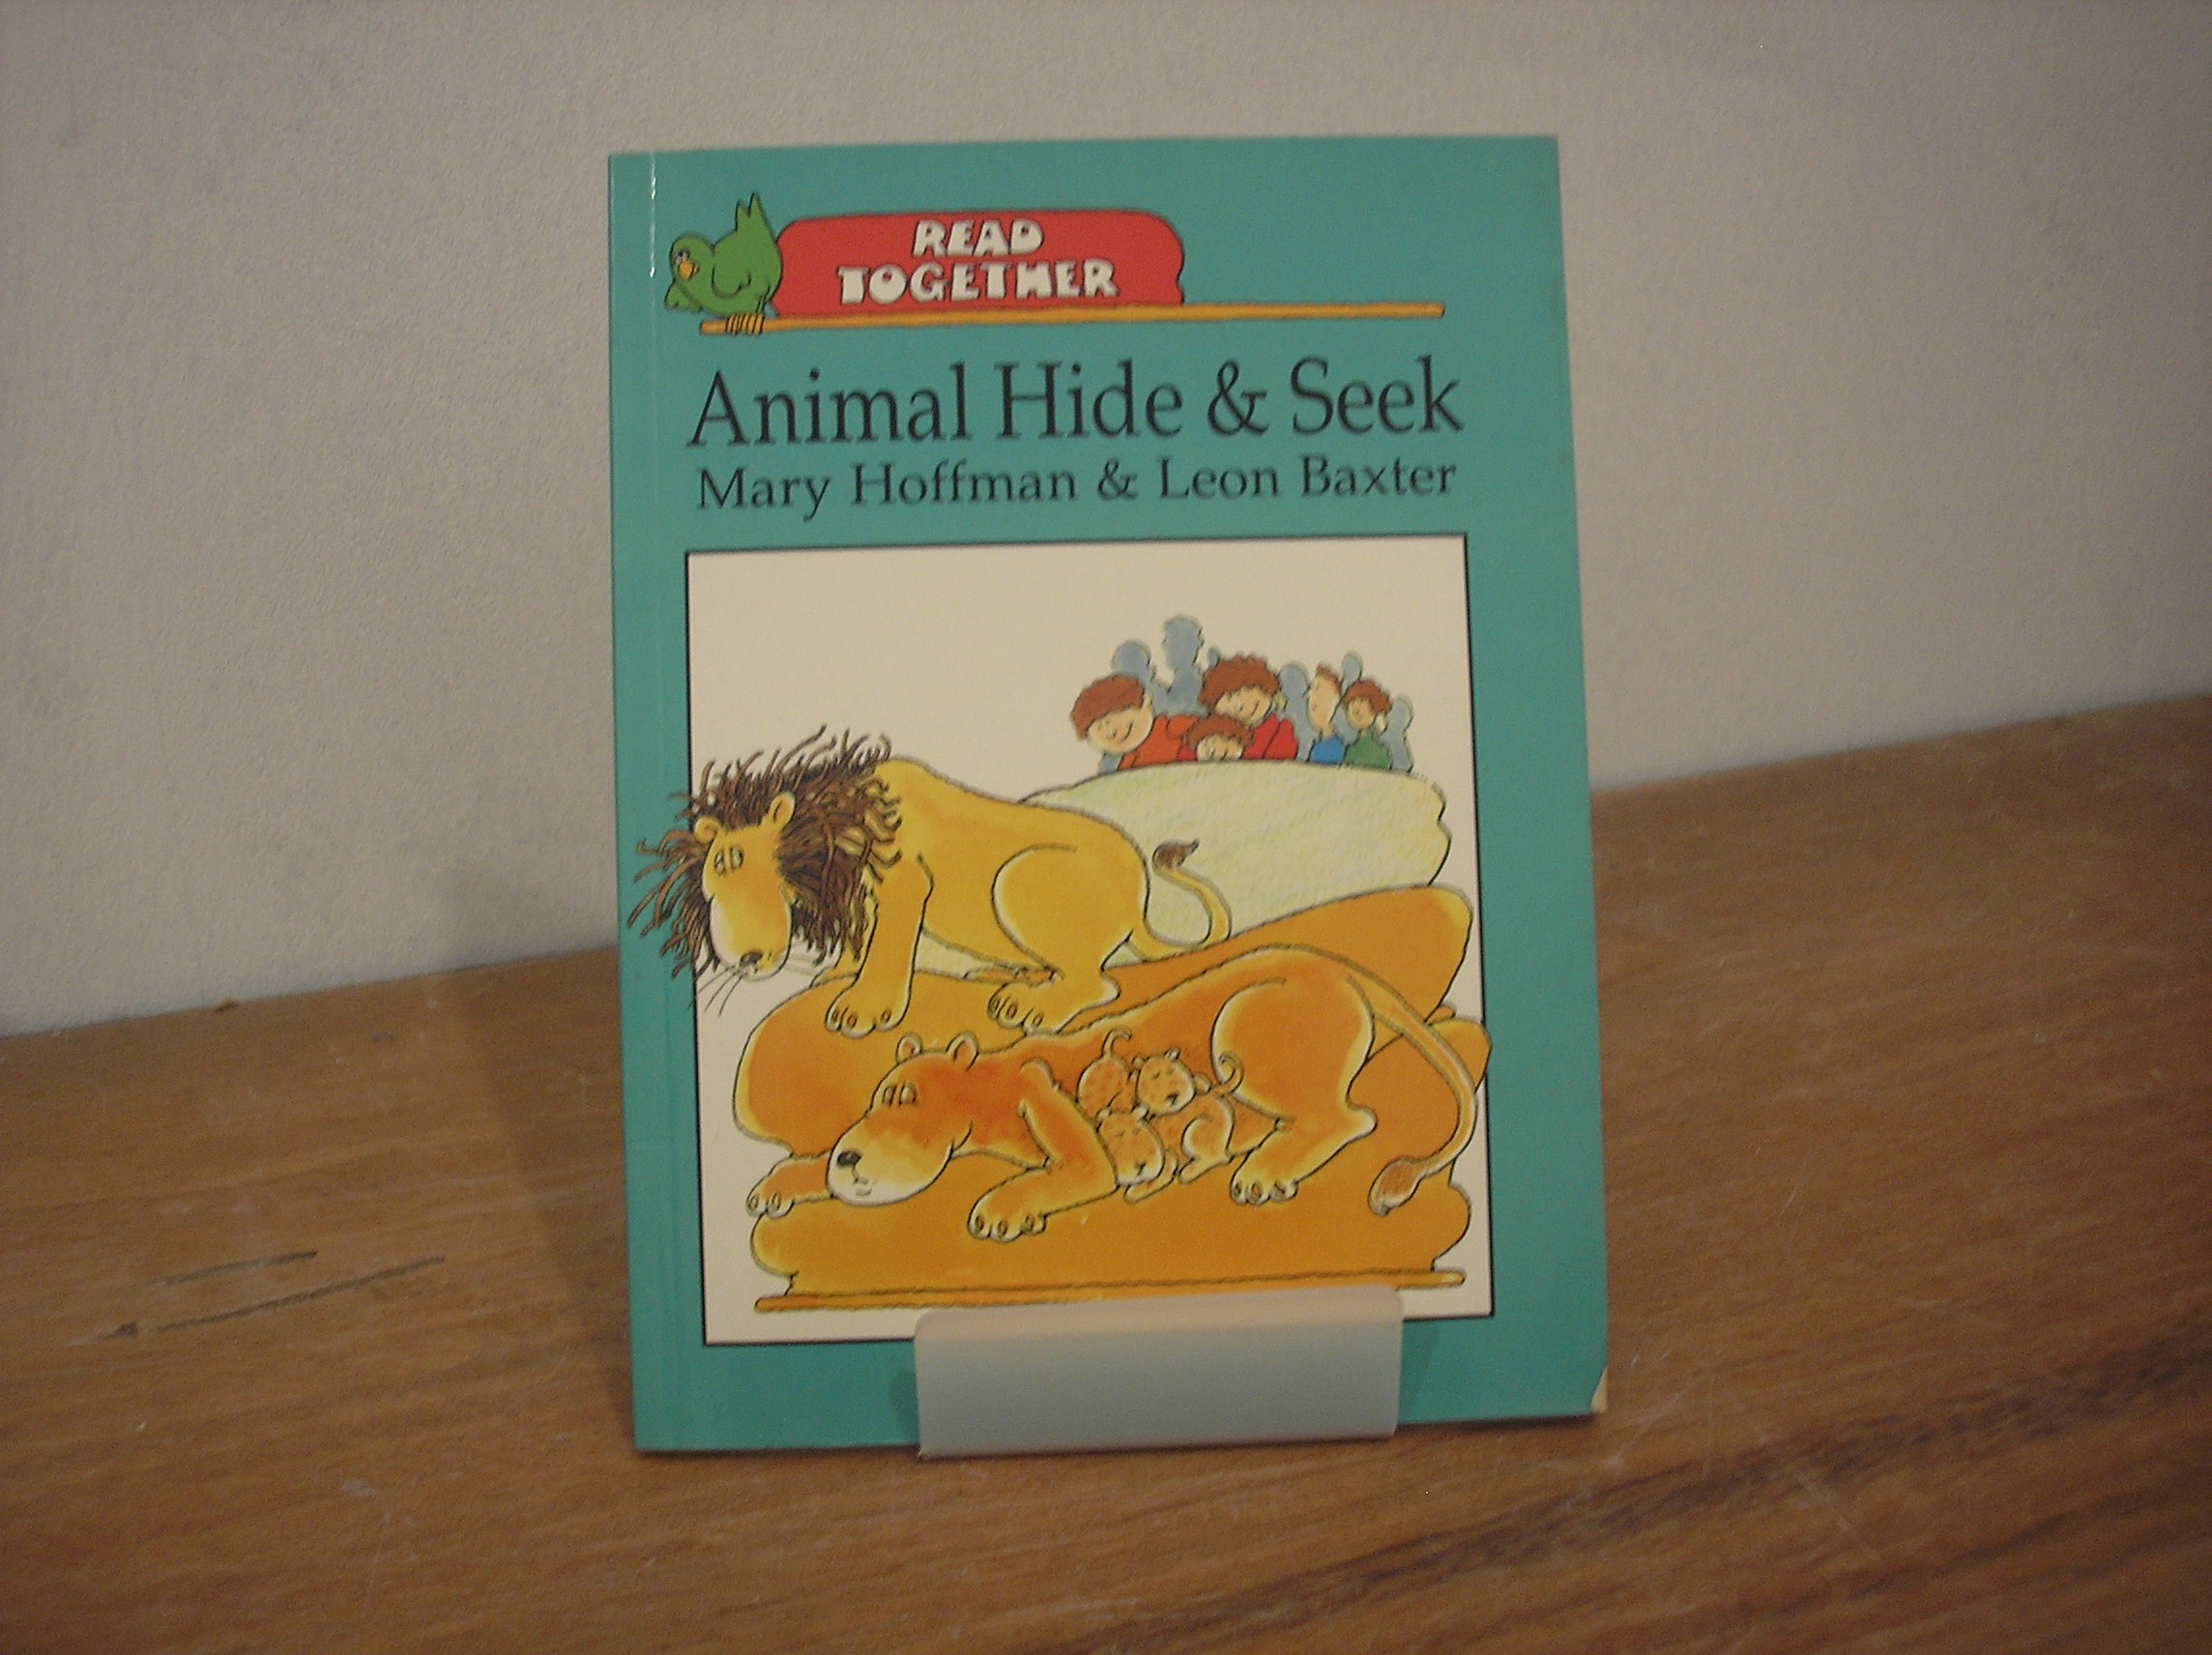 READ
TOGETHER
Animal Hide & Seek
Mary Hoffman & Leon Baxter